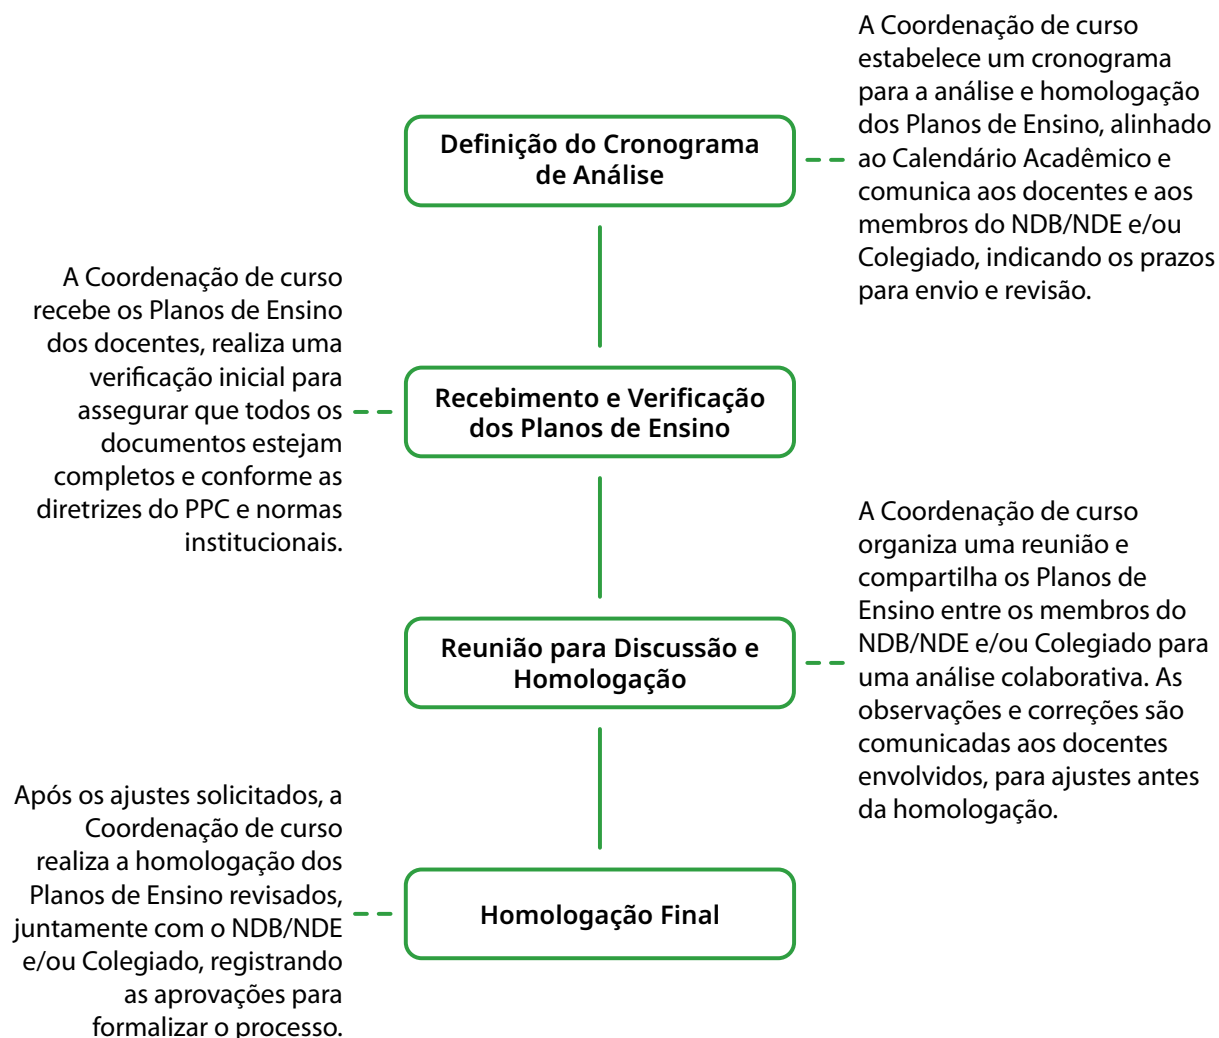 Definição do Cronograma
de Análise
A Coordenação de curso
estabelece um cronograma
para a análise e homologação
dos Planos de Ensino, alinhado
ao Calendário Acadêmico e
comunica aos docentes e aos
membros do NDB/NDE e/ou
Colegiado, indicando os prazos
para envio e revisão.
Recebimento e Verificação
dos Planos de Ensino
A Coordenação de curso
recebe os Planos de Ensino
dos docentes, realiza uma
verificação inicial para
assegurar que todos os
documentos estejam
completos e conforme as
diretrizes do PPC e normas
institucionais.
Reunião para Discussão e
Homologação
A Coordenação de curso
organiza uma reunião e
compartilha os Planos de
Ensino entre os membros do
NDB/NDE e/ou Colegiado para
uma análise colaborativa. As
observações e correções são
comunicadas aos docentes
envolvidos, para ajustes antes
da homologação.
Homologação Final
Após os ajustes solicitados, a
Coordenação de curso
realiza a homologação dos
Planos de Ensino revisados,
juntamente com o NDB/NDE
e/ou Colegiado, registrando
as aprovações para
formalizar o processo.